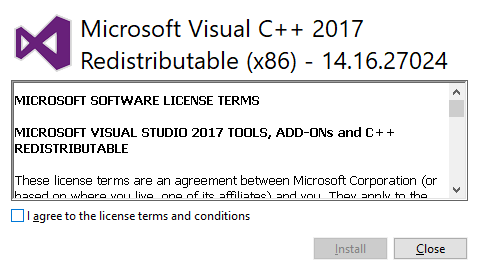 Microsoft Visual C++ 2017
Redistributable (x86) - 14.16.27024
MICROSOFT SOFTWARE LICENSE TERMS
MICROSOFT VISUAL STUDIO 2017 TOOLS, ADD-ONs and C++
REDISTRIBUTABLE
These license terms are an agreement between Microsoft Corporation (or
based on where you live, one of its affiliates) and you. They apply to the
I agree to the license terms and conditions
Install
Close